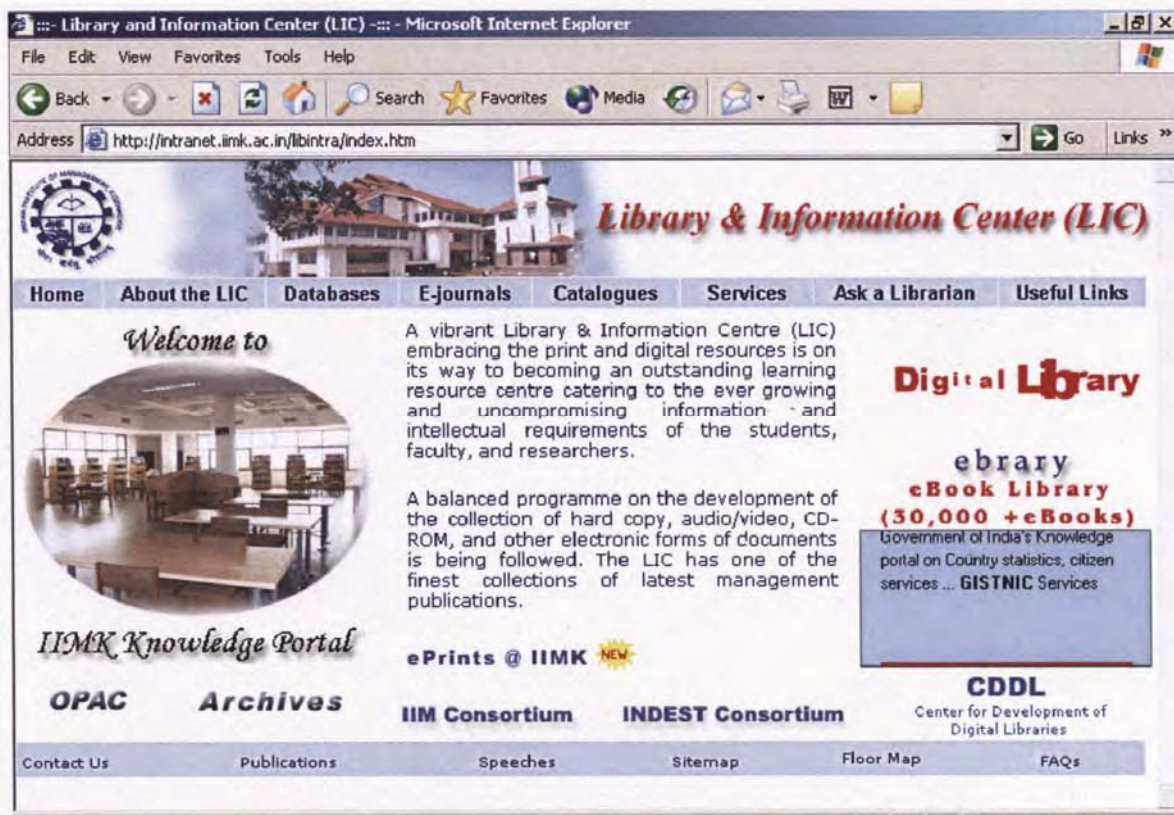 :::- Library and Information Center (LIC) -::: - Microsoft Internet Explorer
File Edit View Favorites Tools Help
Back Search Favorites Media
Address http://intranet.iimk.ac.in/libintra/index.htm Go Links »
Library & Information Center (LIC)
Home About the LIC Databases E-journals Catalogues Services Ask a Librarian Useful Links
Welcome to
IIMK Knowledge Portal
OPAC Archives
A vibrant Library & Information Centre (LIC)
embracing the print and digital resources is on
its way to becoming an outstanding learning
resource centre catering to the ever growing
and uncompromising information and
intellectual requirements of the students,
faculty, and researchers.
A balanced programme on the development of
the collection of hard copy, audio/video, CD-
ROM, and other electronic forms of documents
is being followed. The LIC has one of the
finest collections of latest management
publications.
ePrints @ IIMK NEW
IIM Consortium INDEST Consortium
Digital Library
ebrary
eBook Library
(30,000 +eBooks)
Government of India's Knowledge
portal on Country statistics, citizen
services ... GISTNIC Services
CDDL
Center for Development of
Digital Libraries
Contact Us Publications Speeches Sitemap Floor Map FAQs